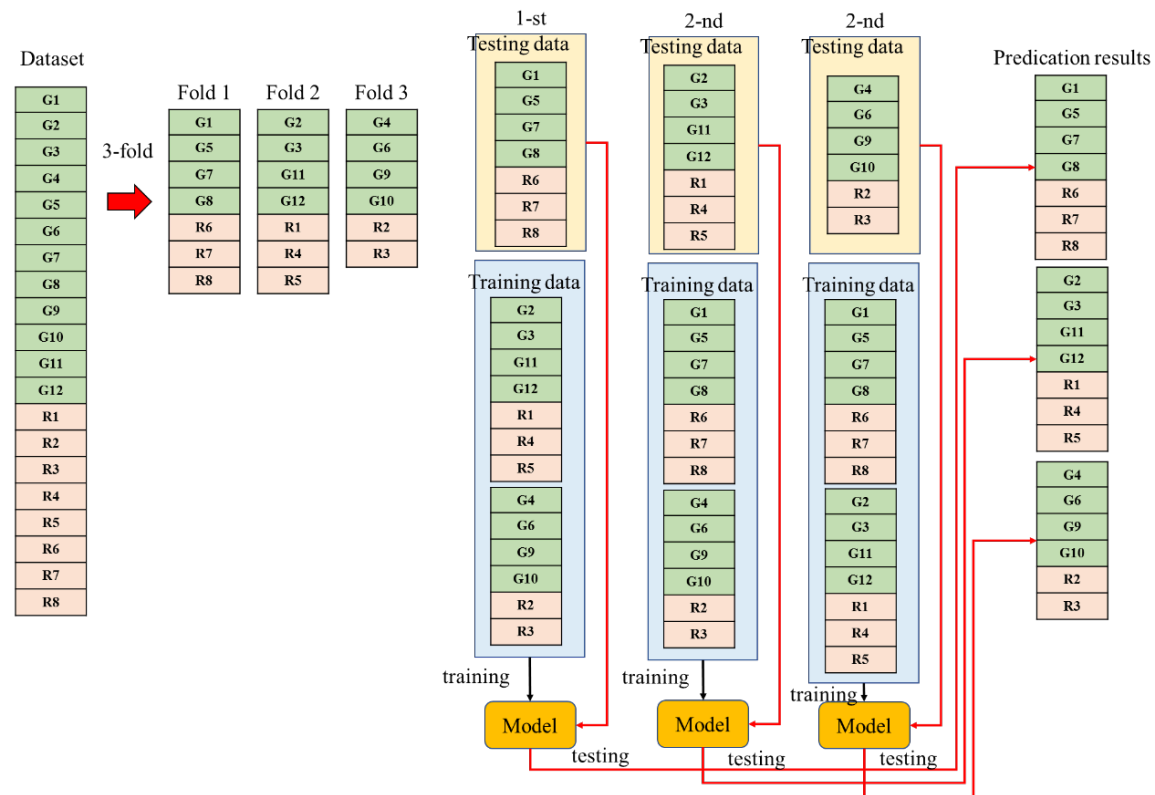 Dataset
G1
G2
G3
G4
G5
G6
G7
G8
G9
G10
G11
G12
R1
R2
R3
R4
R5
R6
R7
R8
3-fold
Fold 1
G1
G5
G7
G8
R6
R7
R8
Fold 2
G2
G3
G11
G12
R1
R4
R5
Fold 3
G4
G6
G9
G10
R2
R3
1-st
Testing data
G1
G5
G7
G8
R6
R7
R8
Training data
G2
G3
G11
G12
R1
R4
R5
G4
G6
G9
G10
R2
R3
training
Model
testing
2-nd
Testing data
G2
G3
G11
G12
R1
R4
R5
Training data
G1
G5
G7
G8
R6
R7
R8
G4
G6
G9
G10
R2
R3
training
Model
testing
2-nd
Testing data
G4
G6
G9
G10
R2
R3
Training data
G1
G5
G7
G8
R6
R7
R8
G2
G3
G11
G12
R1
R4
R5
training
Model
testing
Predication results
G1
G5
G7
G8
R6
R7
R8
G2
G3
G11
G12
R1
R4
R5
G4
G6
G9
G10
R2
R3